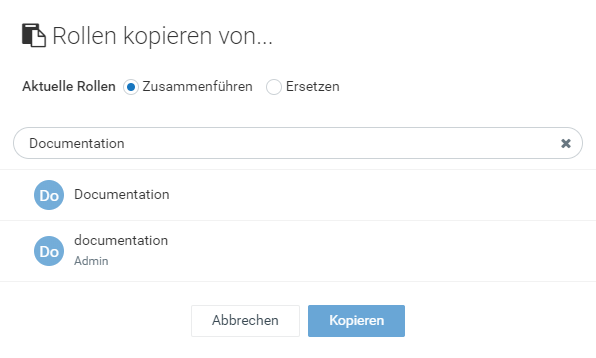 Rollen kopieren von...
Aktuelle Rollen Zusammenführen Ersetzen
Documentation
Do Documentation
Do documentation
Admin
Abbrechen Kopieren